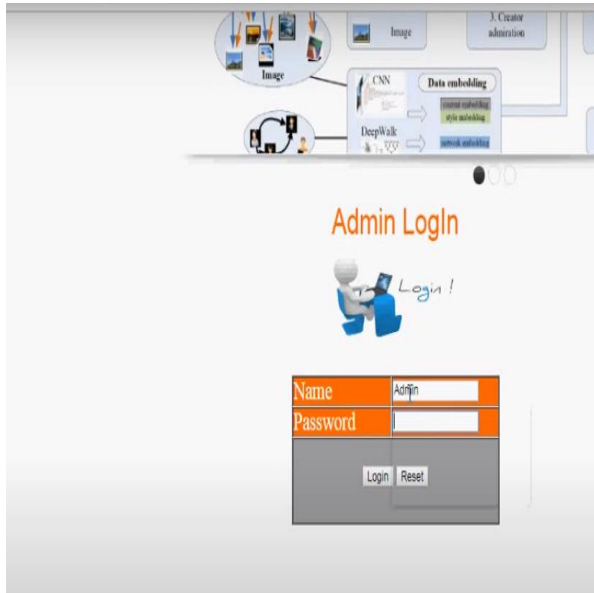 3. Creator
admiration
Image
Image
CNN
Data embedding
content embedding
style embedding
DeepWalk
network embedding
Admin LogIn
Login !
Name
Admin
Password
Login
Reset